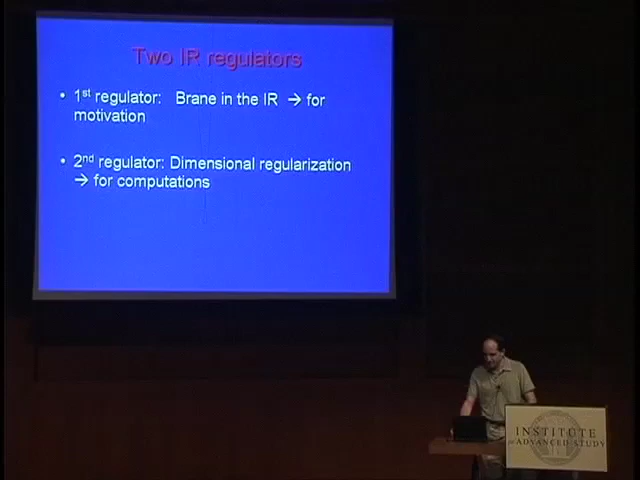 Two IR regulators
• 1st regulator: Brane in the IR → for
motivation
• 2nd regulator: Dimensional regularization
→ for computations
INSTITUTE
for ADVANCED STUDY